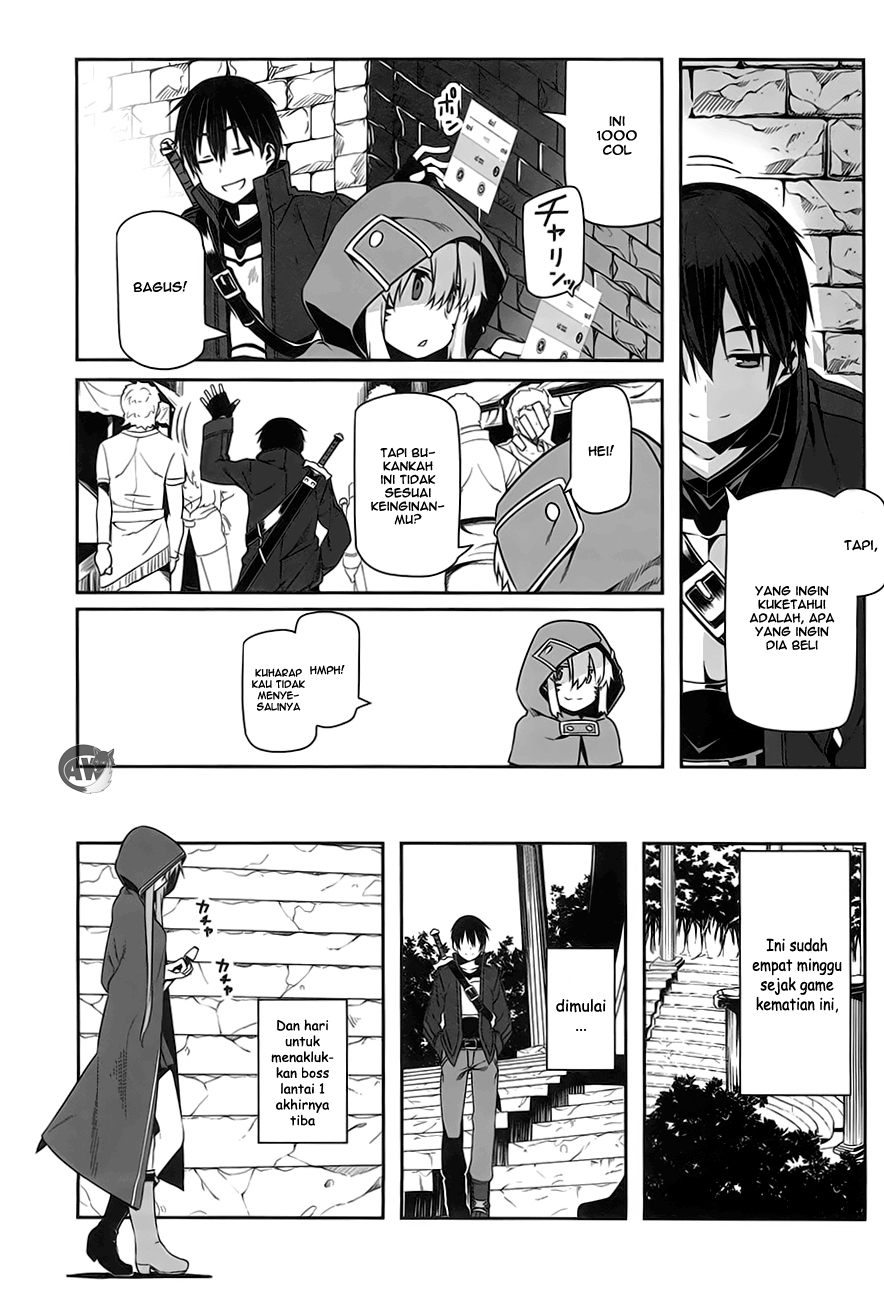 TAPI,
YANG INGIN
KUKETAHUI
ADALAH, APA
YANG INGIN
DIA BELI
INI
1000
COL
ポンッ
チャリンッ
BAGUS!
HEI!
TAPI BU-
KANKAH
INI TIDAK
SESUAI
KEINGINAN-
MU?
HMPH!
KUHARAP
KAU TIDAK
MENYE-
SALINYA
AW
Ini sudah
empat minggu
sejak game
kematian ini,
dimulai
...
カチャ
カチャ
Dan hari
untuk
menakluk-
kan boss
lantai 1
akhirnya
tiba